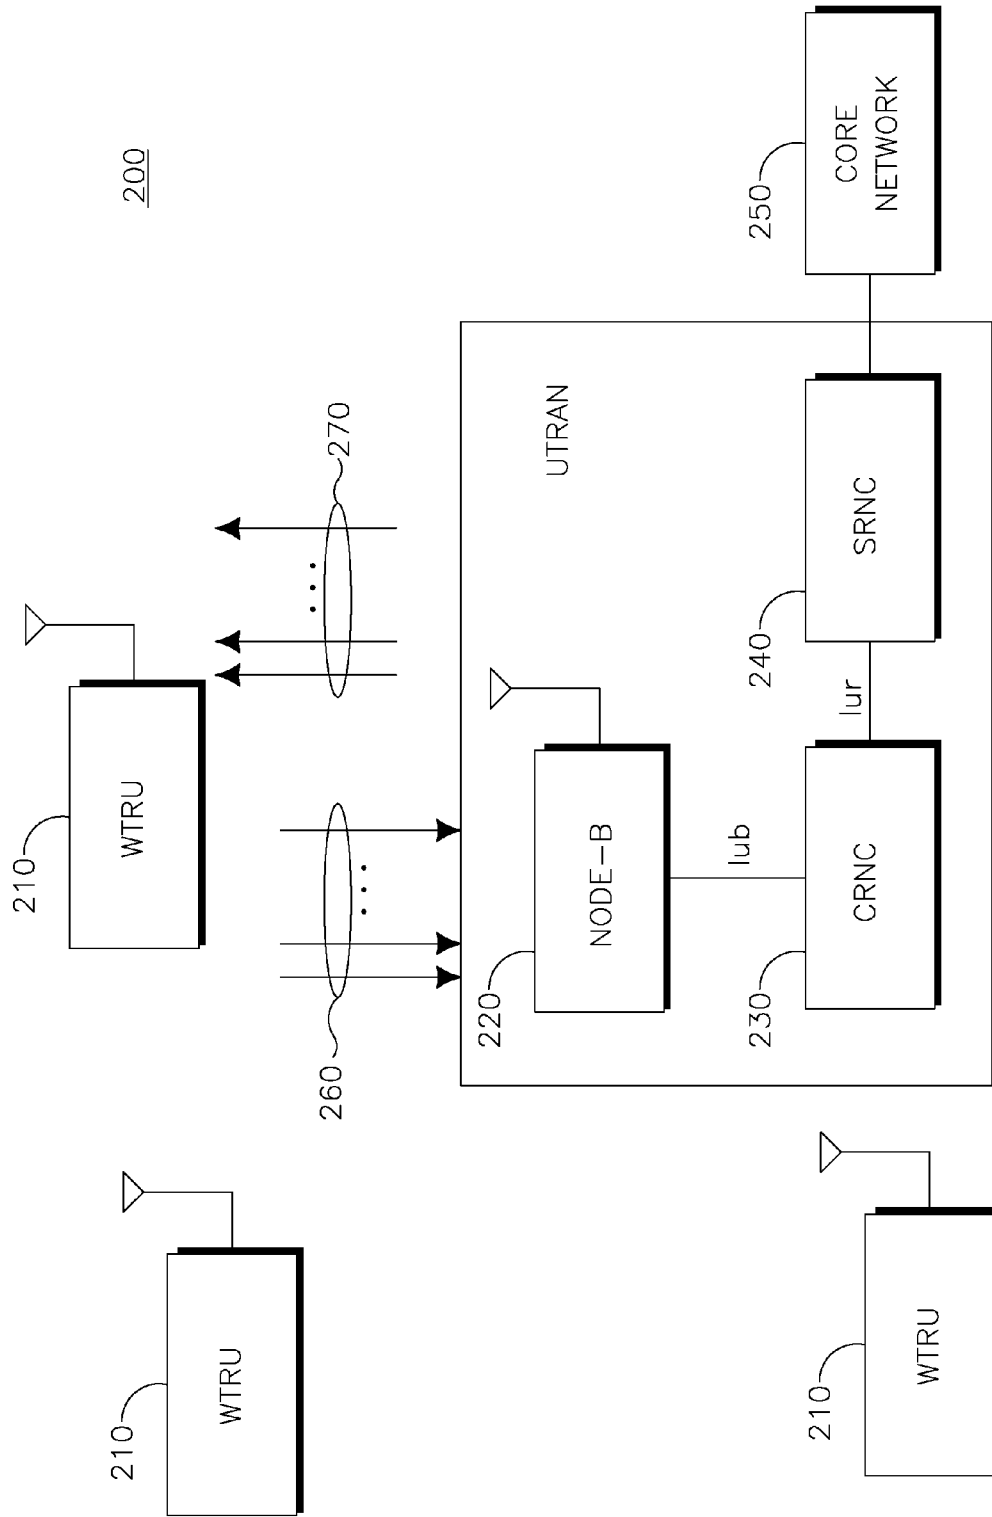 200
210
WTRU
210
WTRU
260
270
UTRAN
220
NODE-B
Iub
230
CRNC
Iur
240
SRNC
250
CORE
NETWORK
210
WTRU